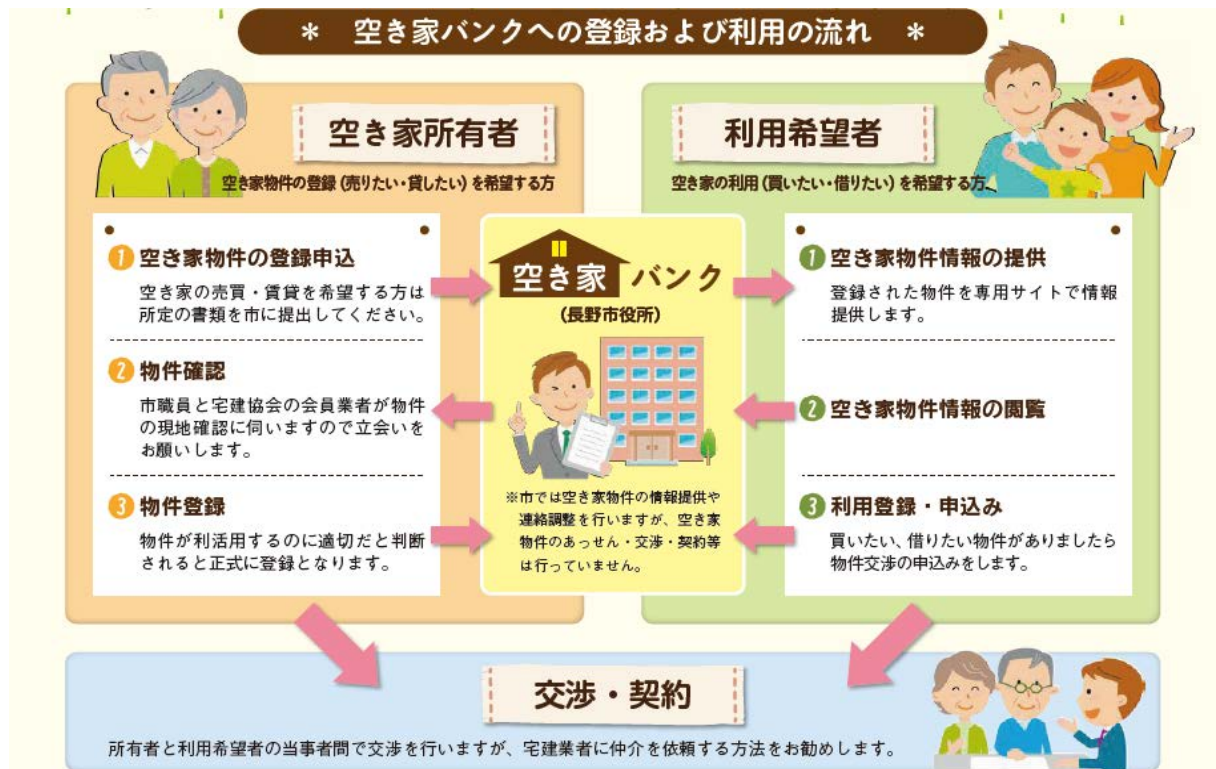 ＊ 空き家バンクへの登録および利用の流れ ＊
空き家所有者
空き家物件の登録（売りたい・貸したい）を希望する方
① 空き家物件の登録申込
空き家の売買・賃貸を希望する方は
所定の書類を市に提出してください。
② 物件確認
市職員と宅建協会の会員業者が物件
の現地確認に伺いますので立会いを
お願いします。
③ 物件登録
物件が利活用するのに適切だと判断
されると正式に登録となります。
空き家バンク
（長野市役所）
※市では空き家物件の情報提供や
連絡調整を行いますが、空き家
物件のあっせん・交渉・契約等
は行っていません。
利用希望者
空き家の利用（買いたい・借りたい）を希望する方
① 空き家物件情報の提供
登録された物件を専用サイトで情報
提供します。
② 空き家物件情報の閲覧
③ 利用登録・申込み
買いたい、借りたい物件がありましたら
物件交渉の申込みをします。
交渉・契約
所有者と利用希望者の当事者間で交渉を行いますが、宅建業者に仲介を依頼する方法をお勧めします。